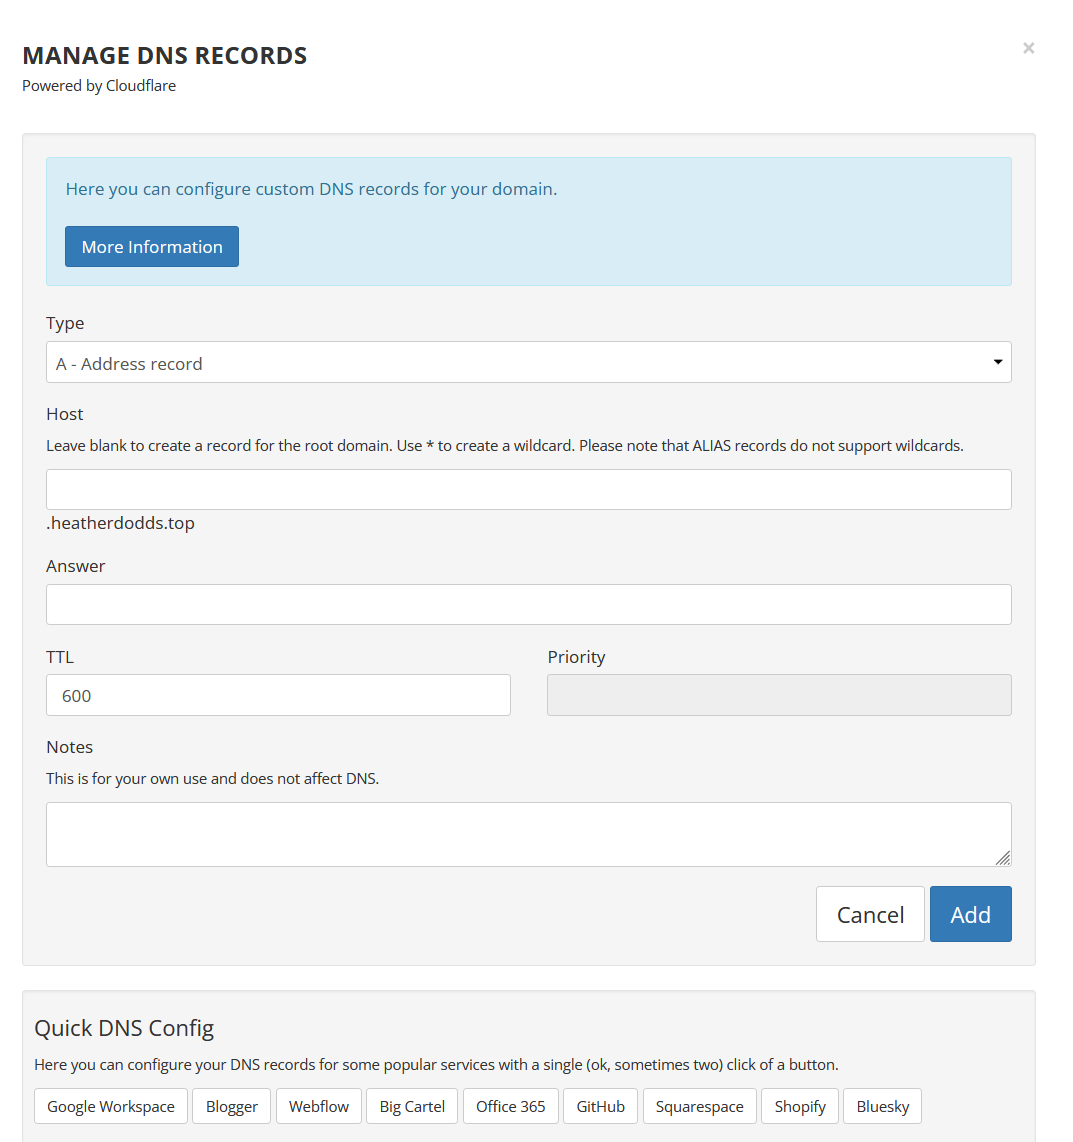 MANAGE DNS RECORDS
×
Powered by Cloudflare
Here you can configure custom DNS records for your domain.
More Information
Type
A - Address record
Host
Leave blank to create a record for the root domain. Use * to create a wildcard. Please note that ALIAS records do not support wildcards.
.heatherdodds.top
Answer
TTL Priority
600
Notes
This is for your own use and does not affect DNS.
Cancel Add
Quick DNS Config
Here you can configure your DNS records for some popular services with a single (ok, sometimes two) click of a button.
Google Workspace Blogger Webflow Big Cartel Office 365 GitHub Squarespace Shopify Bluesky